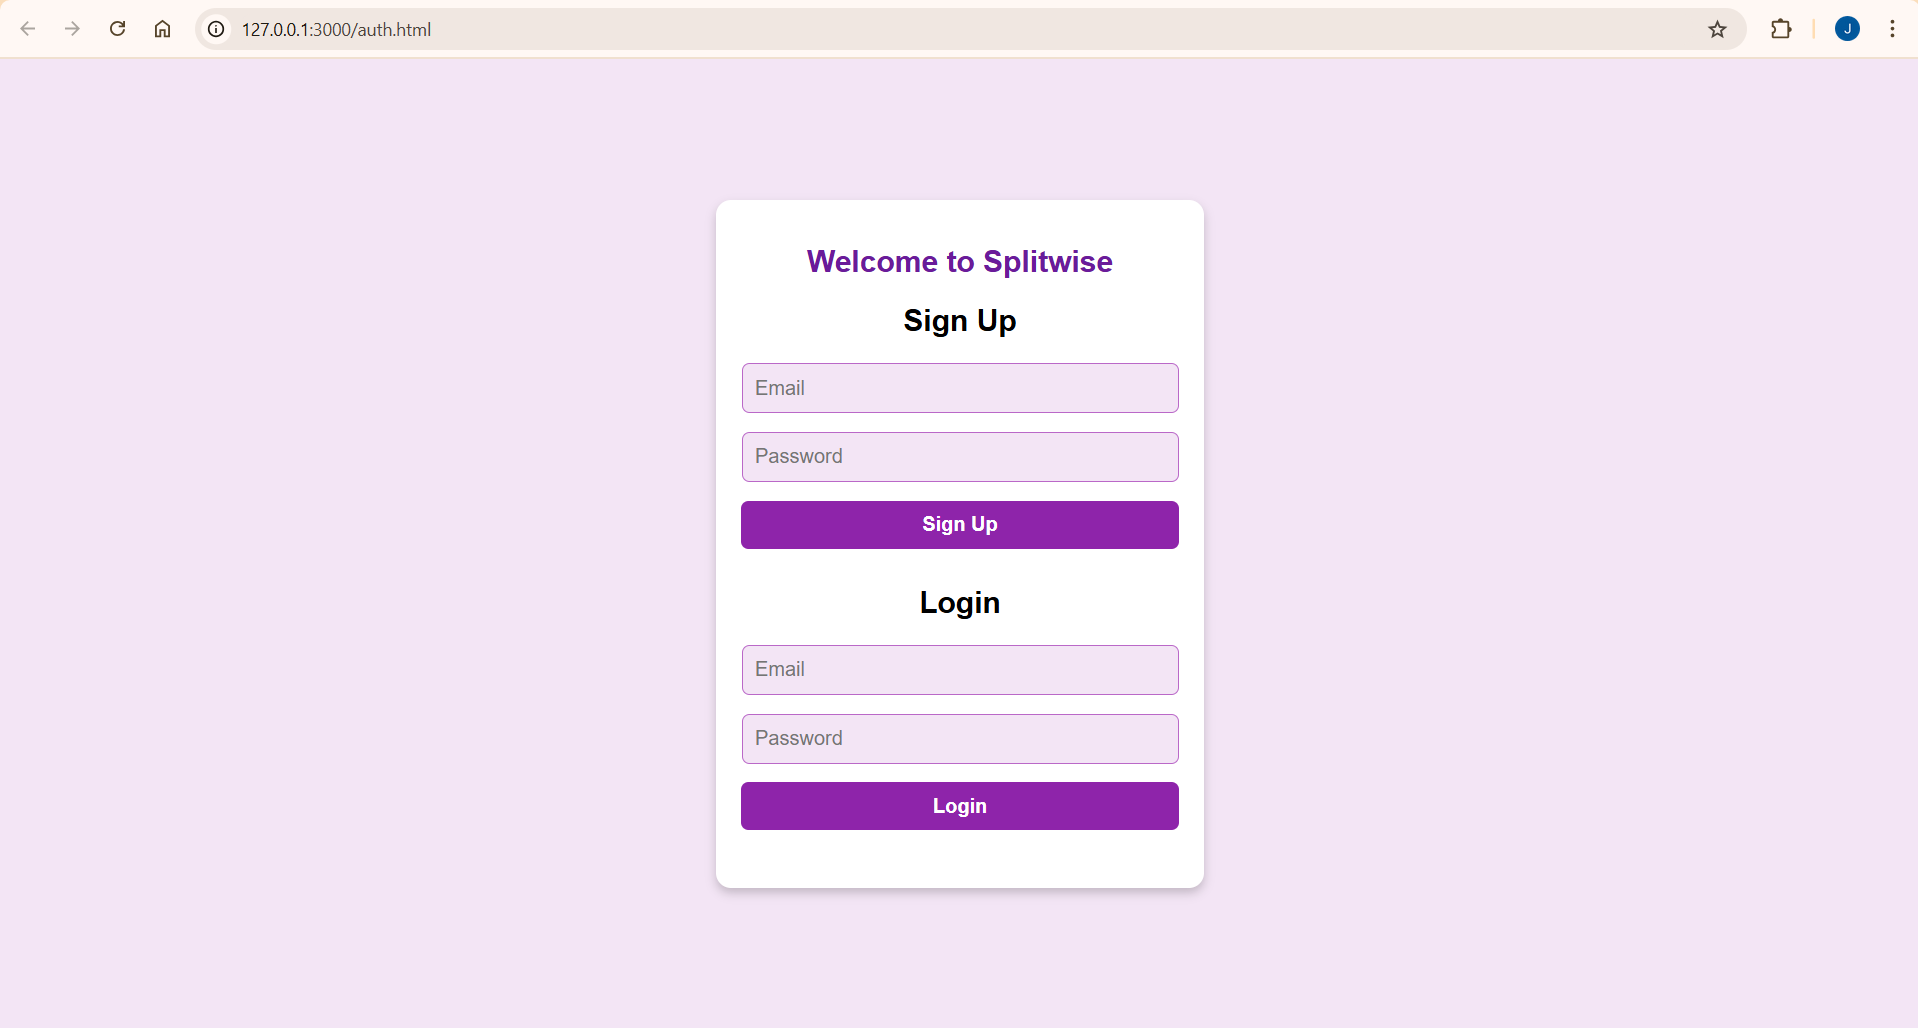 127.0.0.1:3000/auth.html
J
Welcome to Splitwise
Sign Up
Email
Password
Sign Up
Login
Email
Password
Login